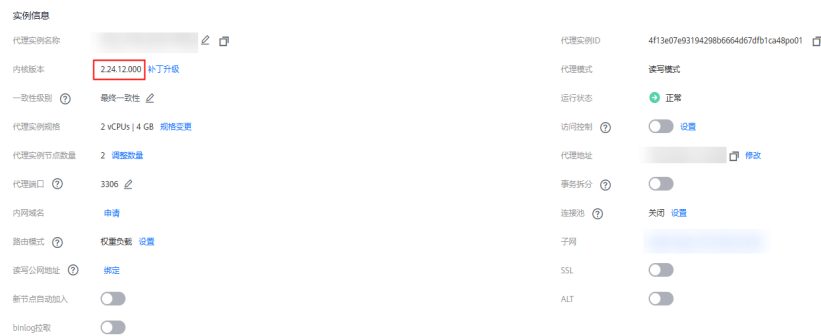 实例信息
代理实例名称
代理实例ID 4f13e07e93194298b6664d67dfb1ca48po01
内核版本 2.24.12.000 补丁升级
代理模式 读写模式
一致性级别 最终一致性
运行状态 正常
代理实例规格 2 vCPUs | 4 GB 规格变更
访问控制 设置
代理实例节点数量 2 调整数量
代理地址 修改
代理端口 3306
事务拆分
内网域名 申请
连接池 关闭 设置
路由模式 权重负载 设置
子网
读写公网地址 绑定
SSL
新节点自动加入
ALT
binlog拉取